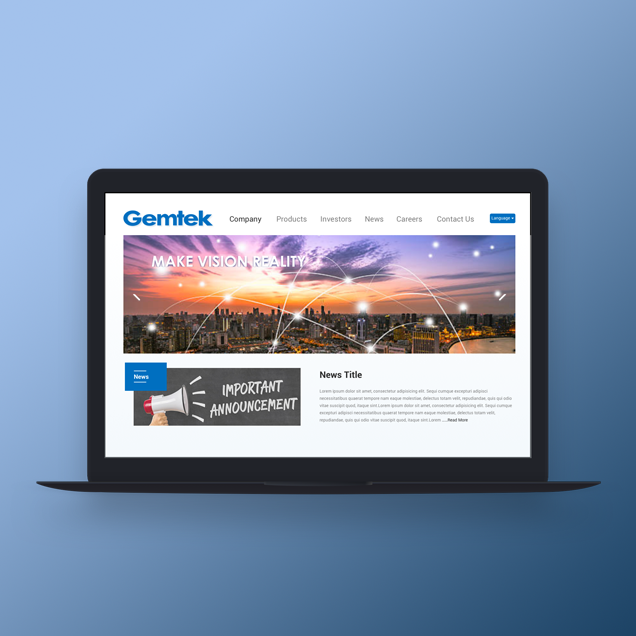 Gemtek
Company Products Investors News Careers Contact Us Language
MAKE VISION REALITY
News
IMPORTANT
ANNOUNCEMENT
News Title
Lorem ipsum dolor sit amet, consectetur adipisicing elit. Sequi cumque excepturi adipisci
necessitatibus quaerat tempore nam eaque molestiae, delectus totam velit, repudiandae, quis qui odio
vitae suscipit quod. Itaque sint Lorem ipsum dolor sit amet, consectetur adipisicing elit. Sequi cumque
excepturi adipisci necessitatibus quaerat tempore nam eaque molestiae, delectus totam velit,
repudiandae, quis qui odio vitae suscipit quod. Itaque sint Lorem .... Read More